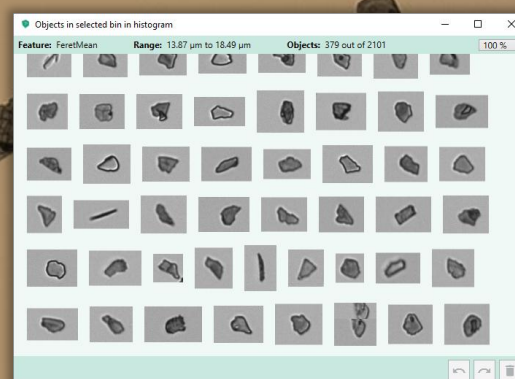 Objects in selected bin in histogram
Feature: FeretMean Range: 13.87 µm to 18.49 µm Objects: 379 out of 2101 100 %